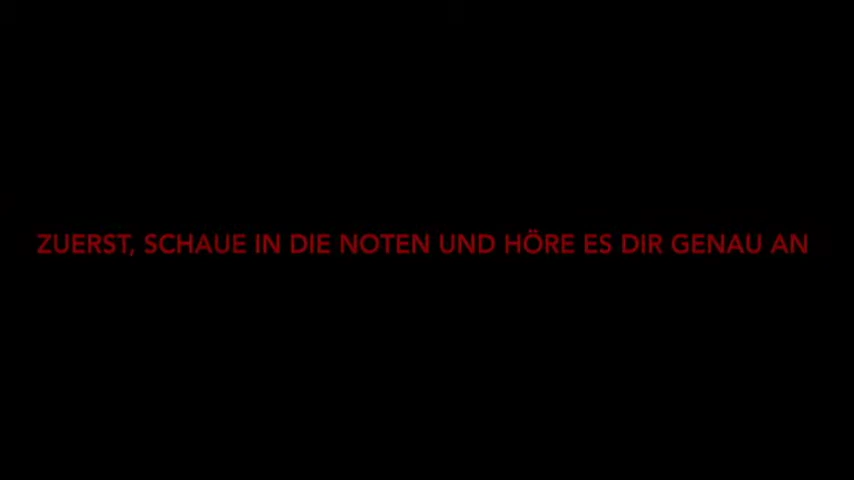 ZUERST, SCHAUE IN DIE NOTEN UND HÖRE ES DIR GENAU AN